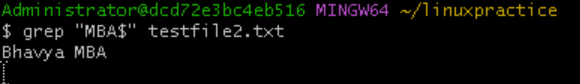 Administrator@dcd72e3bc4eb516 MINGW64 ~/linuxpractice
$ grep "MBA$" testfile2.txt
Bhavya MBA